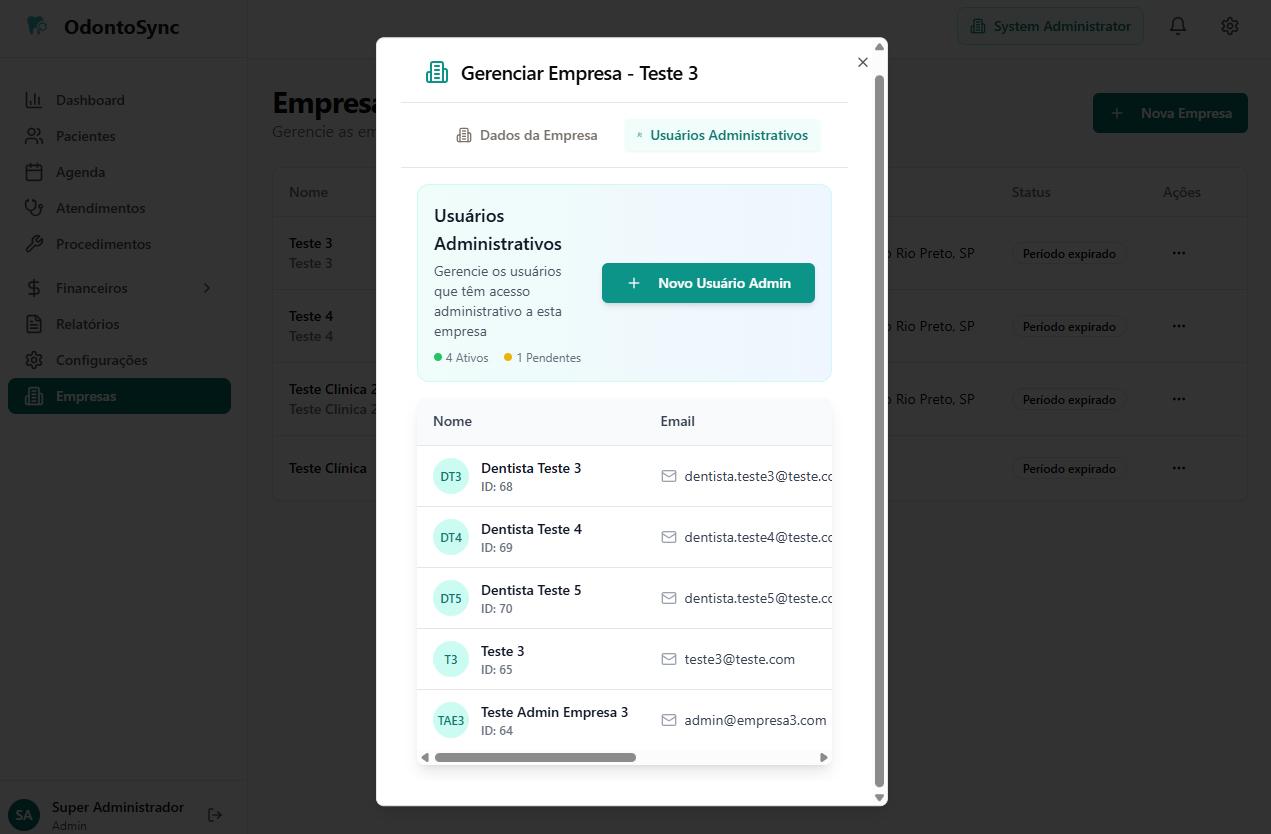 OdontoSync
System Administrator
Dashboard
Pacientes
Agenda
Atendimentos
Procedimentos
Financeiros
Relatórios
Configurações
Empresas
SA
Super Administrador
Admin
Empresa
Gerencie as em
Nova Empresa
Nome
Status
Ações
Teste 3
Teste 3
o Rio Preto, SP
Período expirado
Teste 4
Teste 4
o Rio Preto, SP
Período expirado
Teste Clinica 2
Teste Clinica 2
o Rio Preto, SP
Período expirado
Teste Clínica
Período expirado
Gerenciar Empresa - Teste 3
Dados da Empresa
Usuários Administrativos
Usuários
Administrativos
Gerencie os usuários
que têm acesso
administrativo a esta
empresa
4 Ativos
1 Pendentes
Novo Usuário Admin
Nome
Email
DT3
Dentista Teste 3
ID: 68
dentista.teste3@teste.co
DT4
Dentista Teste 4
ID: 69
dentista.teste4@teste.co
DT5
Dentista Teste 5
ID: 70
dentista.teste5@teste.co
T3
Teste 3
ID: 65
teste3@teste.com
TAE3
Teste Admin Empresa 3
ID: 64
admin@empresa3.com